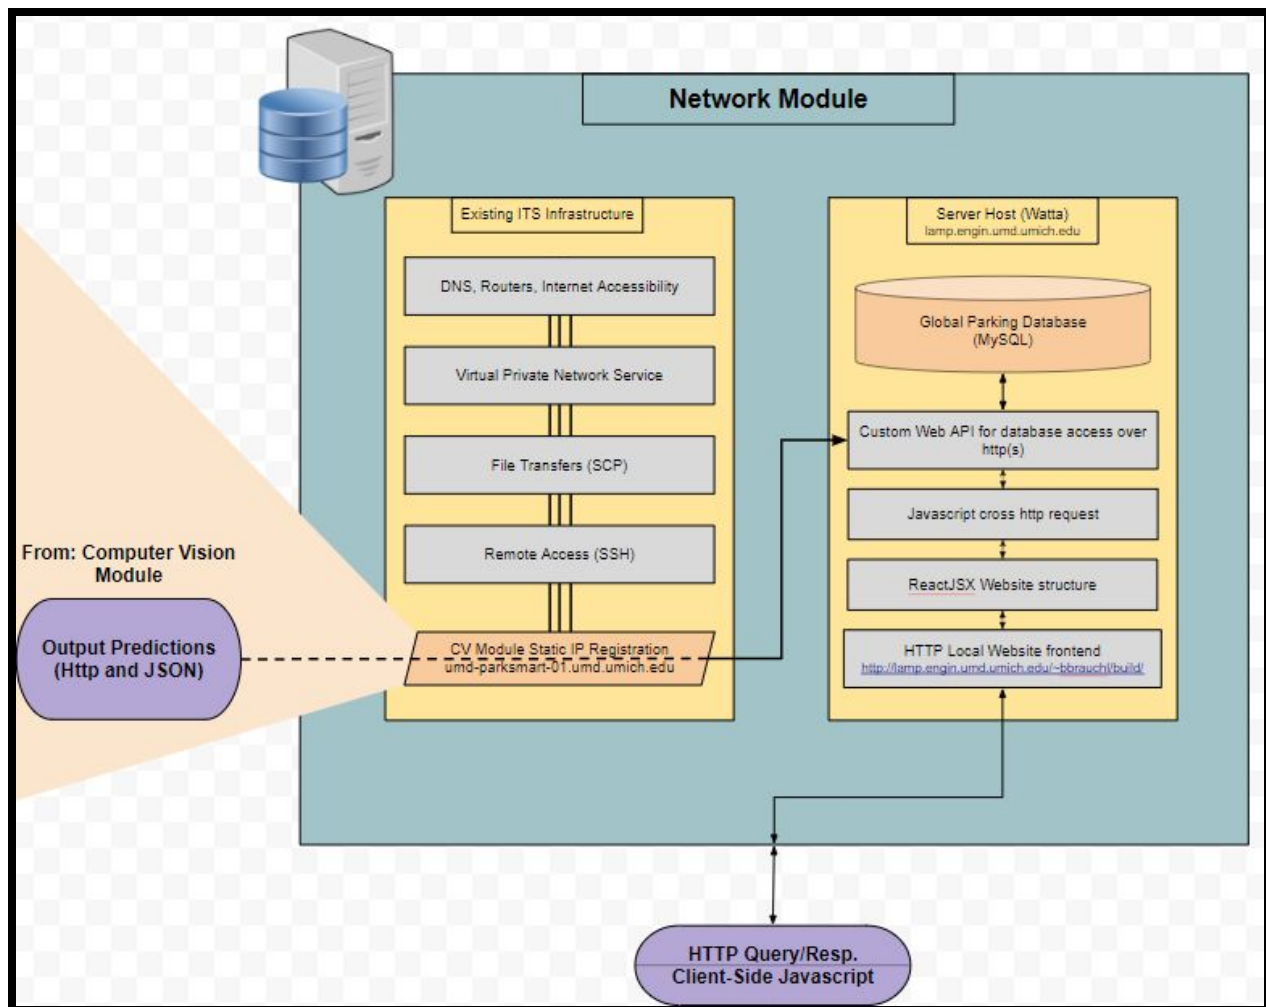 Network Module
Existing ITS Infrastructure
DNS, Routers, Internet Accessibility
Virtual Private Network Service
File Transfers (SCP)
Remote Access (SSH)
CV Module Static IP Registration
umd-parksmart-01.umd.umich.edu
From: Computer Vision
Module
Output Predictions
(Http and JSON)
Server Host (Watta)
lamp.engin.umd.umich.edu
Global Parking Database
(MySQL)
Custom Web API for database access over
http(s)
Javascript cross http request
ReactJSX Website structure
HTTP Local Website frontend
http://lamp.engin.umd.umich.edu/~bbrauchl/build/
HTTP Query/Resp.
Client-Side Javascript